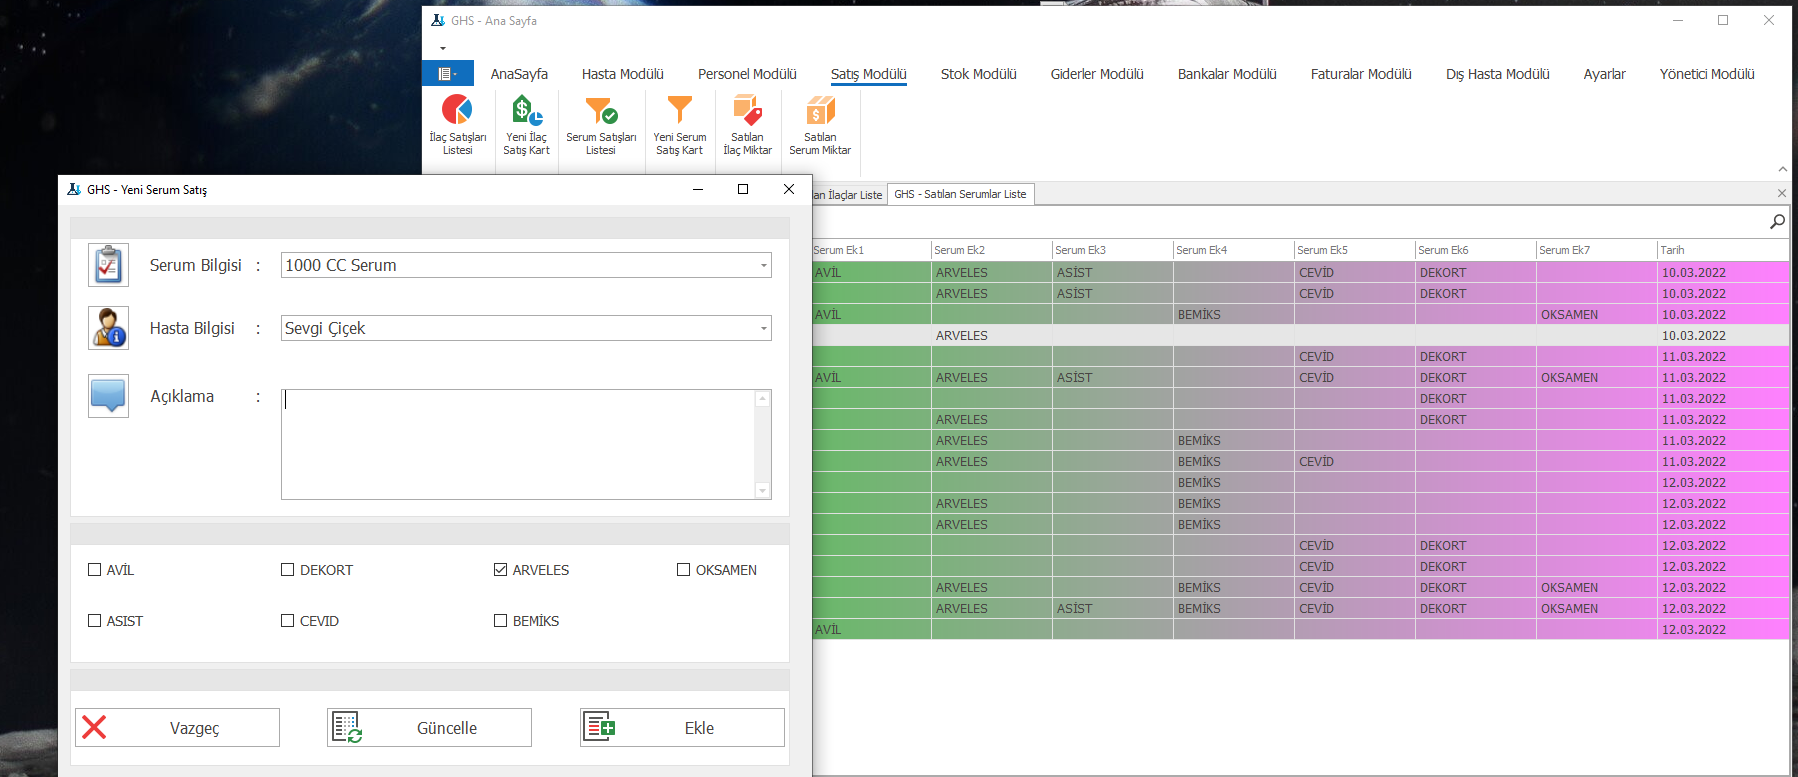 GHS - Ana Sayfa
AnaSayfa Hasta Modülü Personel Modülü Satış Modülü Stok Modülü Giderler Modülü Bankalar Modülü Faturalar Modülü Dış Hasta Modülü Ayarlar Yönetici Modülü
İlaç Satışları Listesi
Yeni İlaç Satış Kart
Serum Satışları Listesi
Yeni Serum Satış Kart
Satılan İlaç Miktar
Satılan Serum Miktar
GHS - Yeni Serum Satış
Serum Bilgisi : 1000 CC Serum
Hasta Bilgisi : Sevgi Çiçek
Açıklama :
AVİL DEKORT ARVELES OKSAMEN
ASIST CEVID BEMİKS
Vazgeç Güncelle Ekle
İlaçlar Liste GHS - Satılan Serumlar Liste
Serum Ek1 Serum Ek2 Serum Ek3 Serum Ek4 Serum Ek5 Serum Ek6 Serum Ek7 Tarih
AVİL ARVELES ASİST CEVİD DEKORT 10.03.2022
ARVELES ASİST CEVİD DEKORT 10.03.2022
AVİL BEMİKS OKSAMEN 10.03.2022
ARVELES 10.03.2022
CEVİD DEKORT 11.03.2022
AVİL ARVELES ASİST CEVİD DEKORT OKSAMEN 11.03.2022
DEKORT 11.03.2022
ARVELES DEKORT 11.03.2022
ARVELES BEMİKS 11.03.2022
ARVELES BEMİKS CEVİD 11.03.2022
BEMİKS 12.03.2022
ARVELES BEMİKS 12.03.2022
ARVELES BEMİKS 12.03.2022
CEVİD DEKORT 12.03.2022
CEVİD DEKORT 12.03.2022
ARVELES BEMİKS CEVİD DEKORT OKSAMEN 12.03.2022
ARVELES ASİST BEMİKS CEVİD DEKORT OKSAMEN 12.03.2022
AVİL 12.03.2022